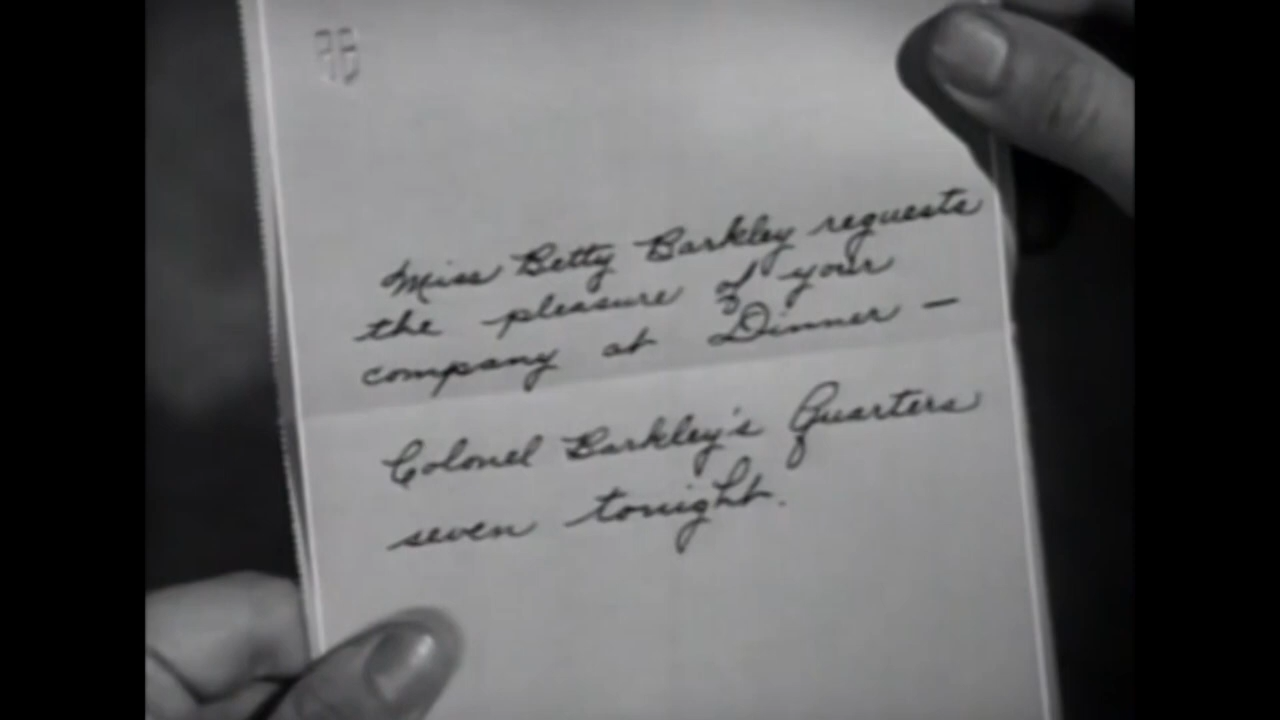 Miss Betty Barkley requests
the pleasure of your
company at Dinner —
Colonel Barkley's Quarters
seven tonight.